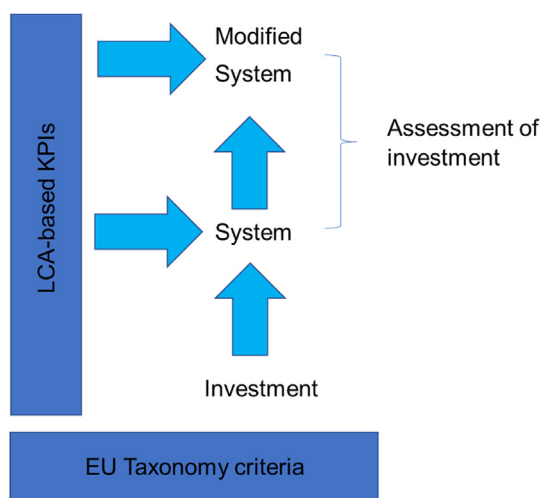 LCA-based KPIs
Modified
System
Assessment of
investment
System
Investment
EU Taxonomy criteria